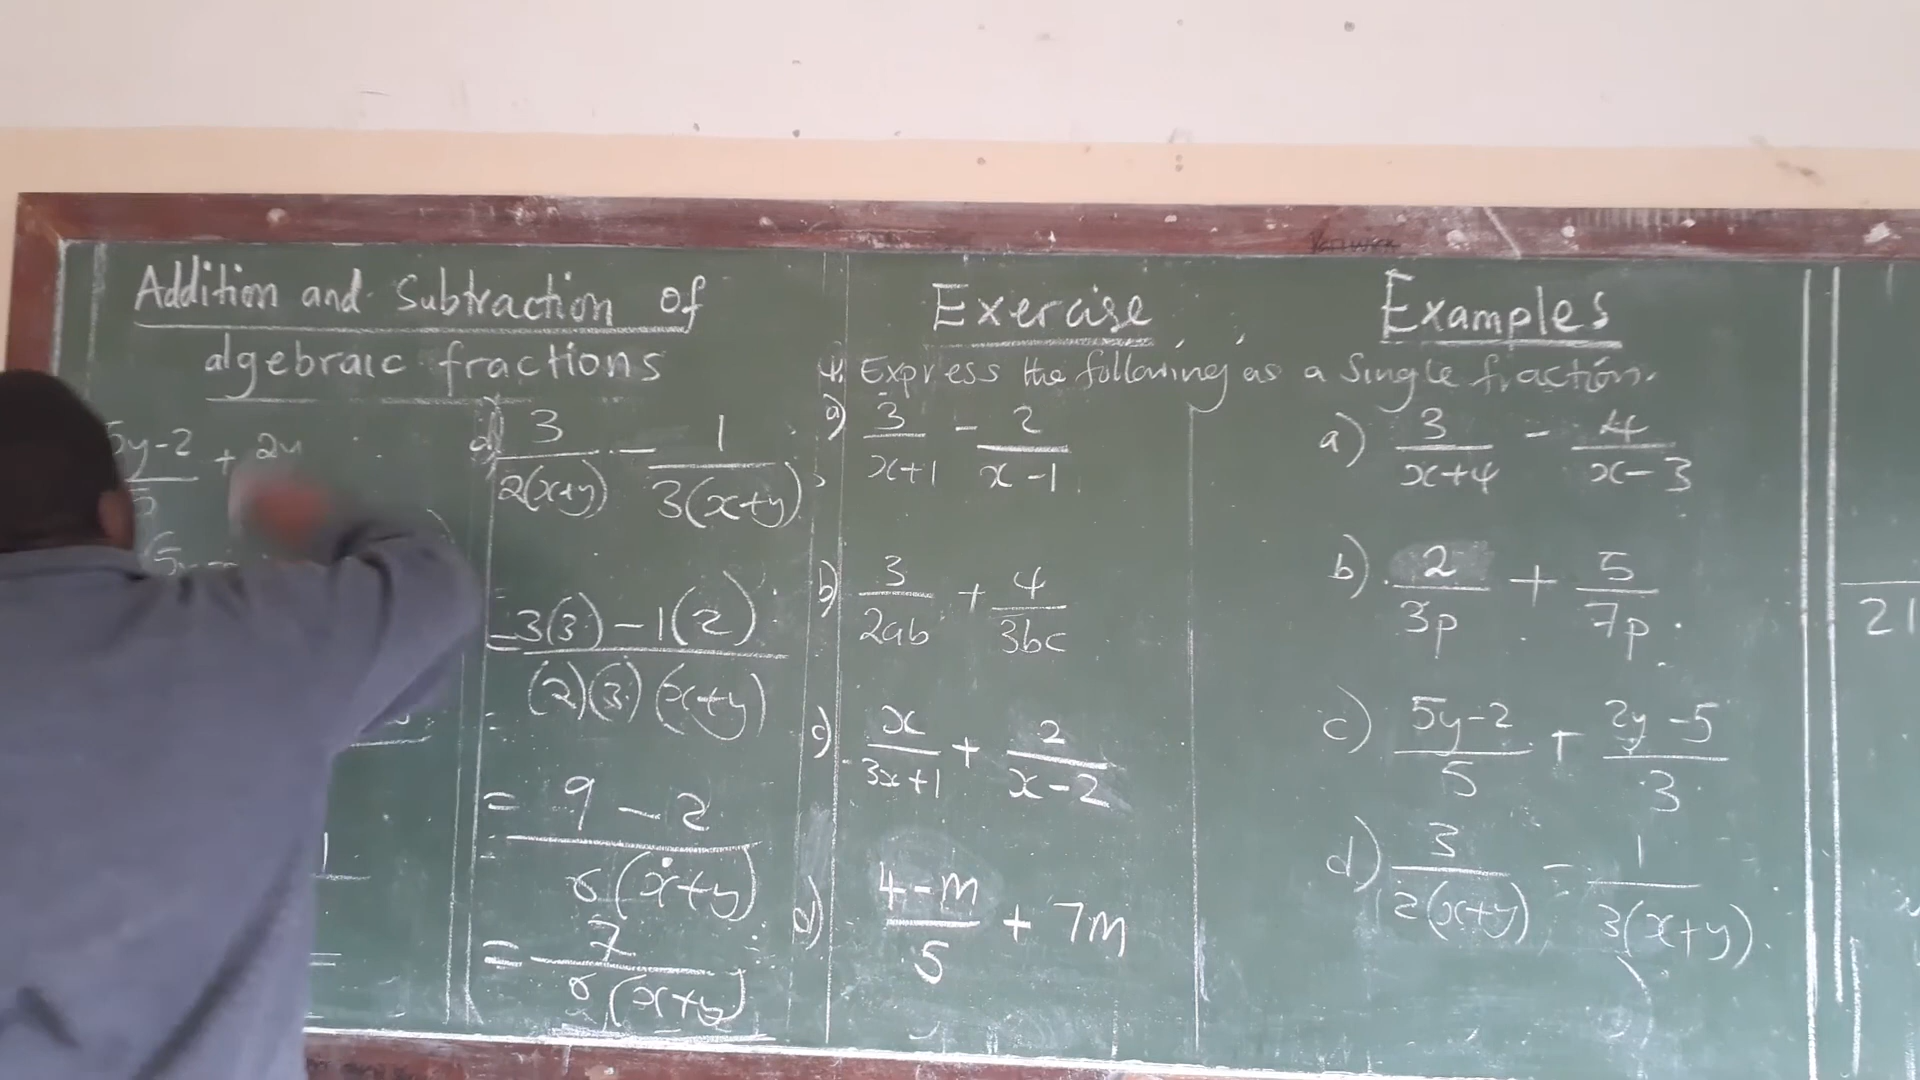 Addition and Subtraction of
algebraic fractions
5y-2/5 + 2y
d) 3/2(x+y) - 1/3(x+y)
= 3(3) - 1(2)/(2)(3)(x+y)
= 9 - 2/6(x+y)
= 7/6(x+y)
Exercise
Express the following as a single fraction.
a) 3/x+1 - 2/x-1
b) 3/2ab + 4/3bc
c) x/3x+1 + 2/x-2
d) 4-m/5 + 7m
Examples
a) 3/x+4 - 4/x-3
b) 2/3p + 5/7p
c) 5y-2/5 + 2y-5/3
d) 3/2(x+y) - 1/3(x+y)
21